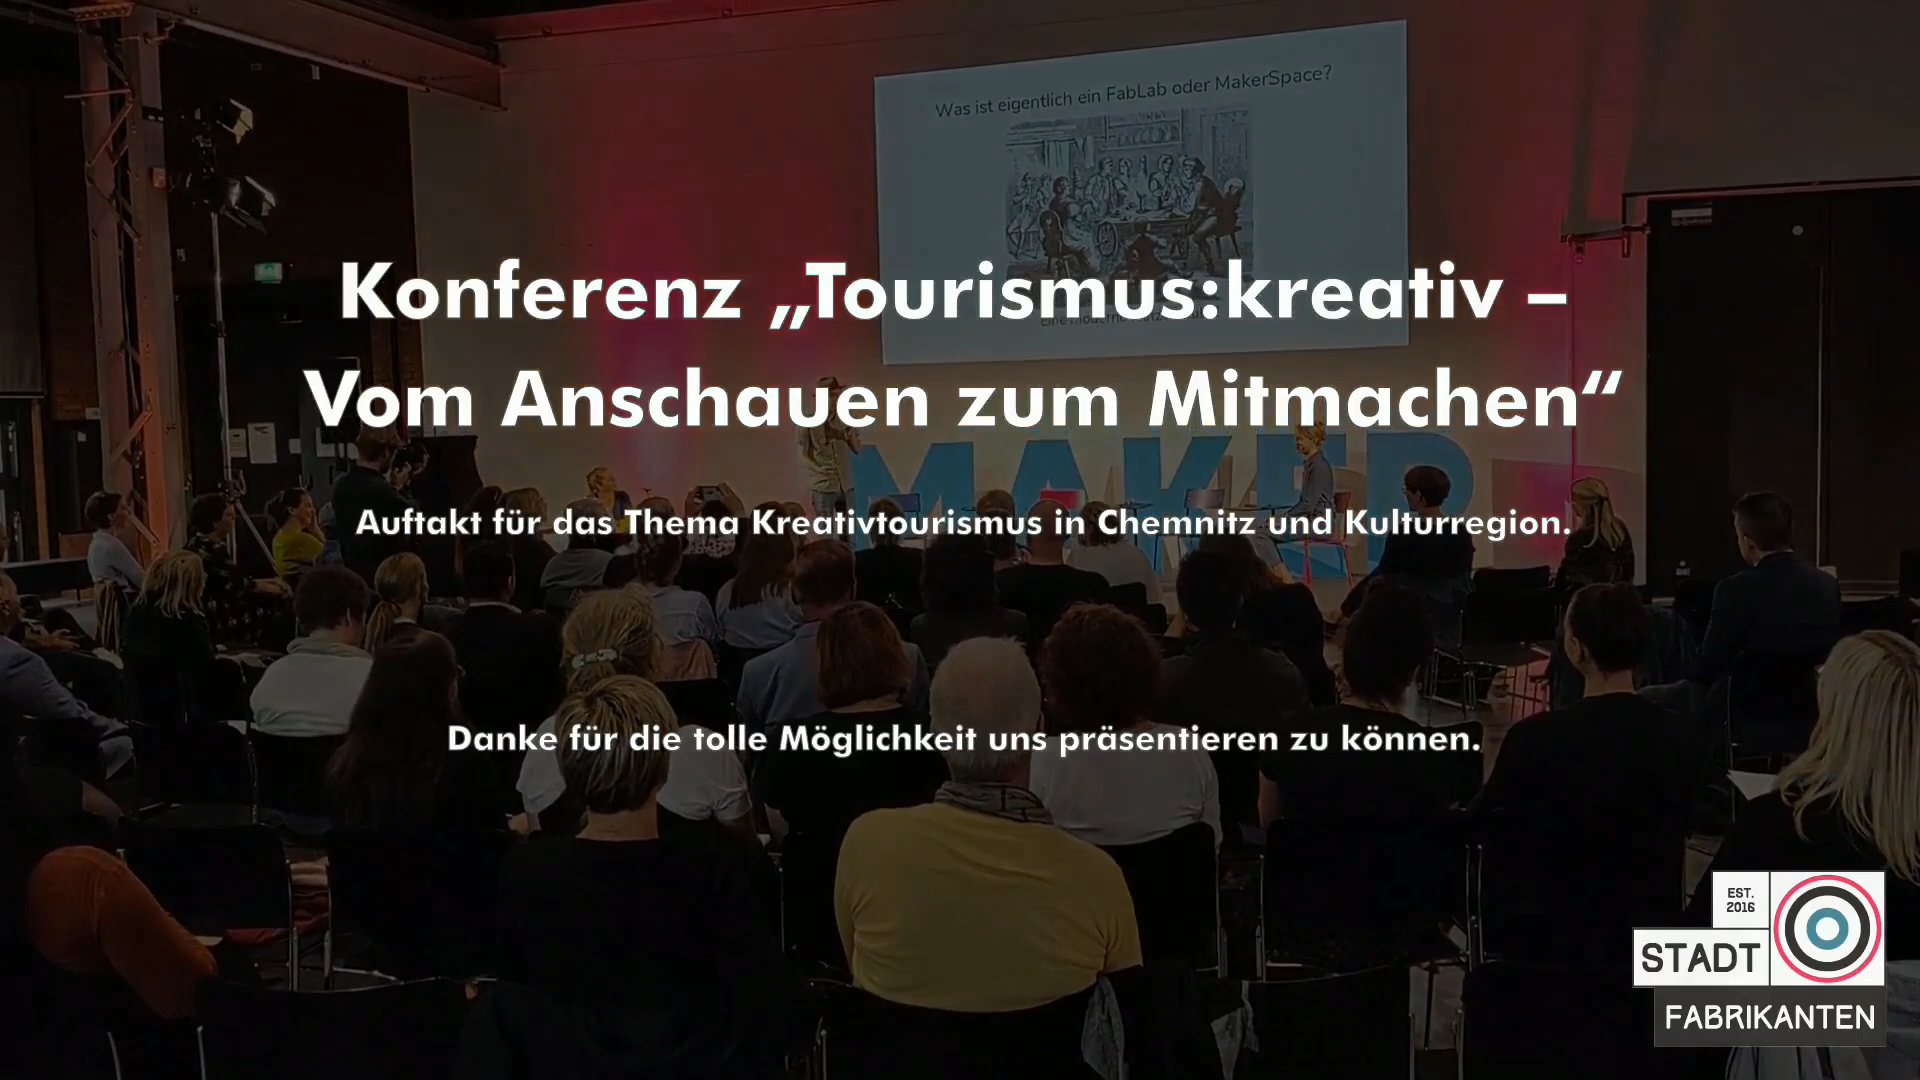 Was ist eigentlich ein FabLab oder MakerSpace?
Konferenz „Tourismus:kreativ –
Vom Anschauen zum Mitmachen“
MAKER
Auftakt für das Thema Kreativtourismus in Chemnitz und Kulturregion.
Danke für die tolle Möglichkeit uns präsentieren zu können.
EST.
2016
STADT
FABRIKANTEN